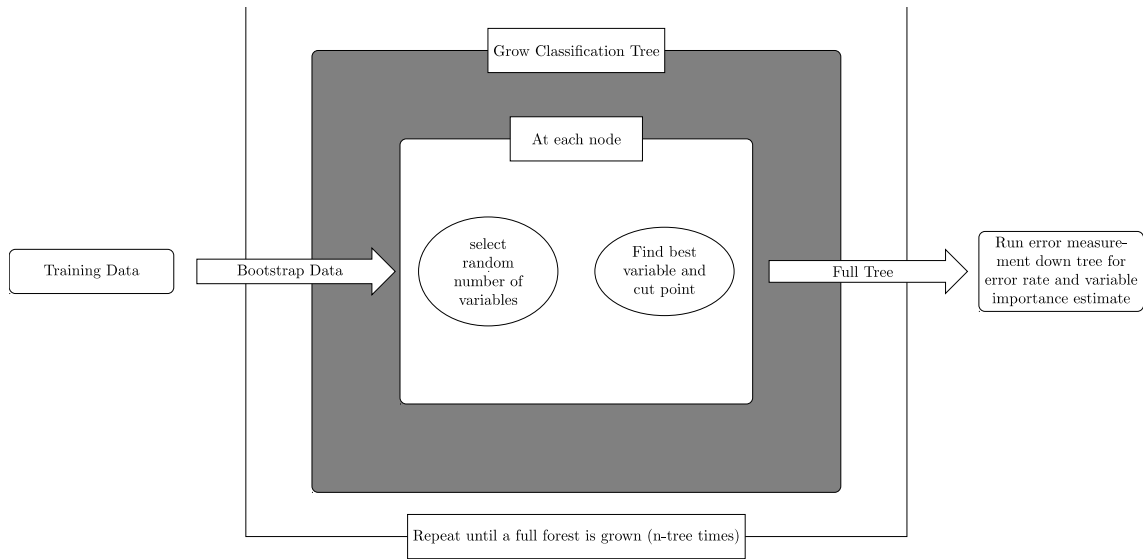 Grow Classification Tree
At each node
Training Data
Bootstrap Data
select
random
number of
variables
Find best
variable and
cut point
Full Tree
Run error measure-
ment down tree for
error rate and variable
importance estimate
Repeat until a full forest is grown (n-tree times)